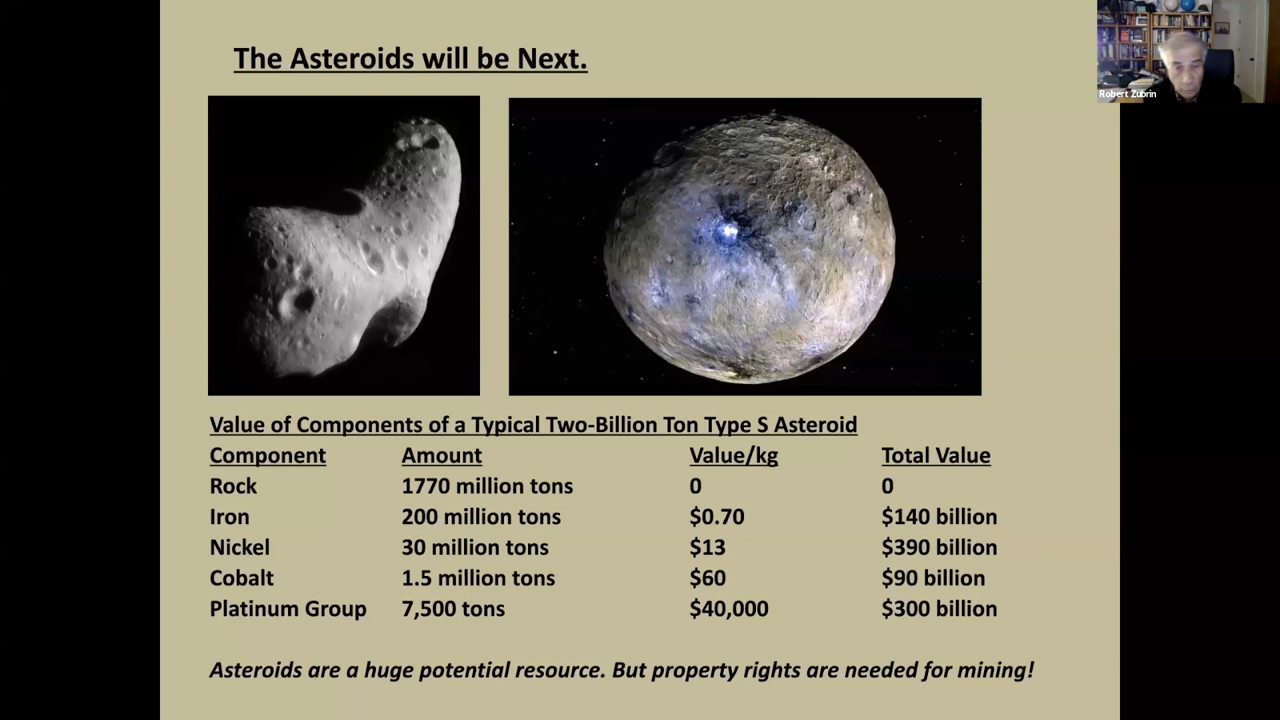 The Asteroids will be Next.
Robert Zubrin
Value of Components of a Typical Two-Billion Ton Type S Asteroid
Component Amount Value/kg Total Value
Rock 1770 million tons 0 0
Iron 200 million tons $0.70 $140 billion
Nickel 30 million tons $13 $390 billion
Cobalt 1.5 million tons $60 $90 billion
Platinum Group 7,500 tons $40,000 $300 billion
Asteroids are a huge potential resource. But property rights are needed for mining!